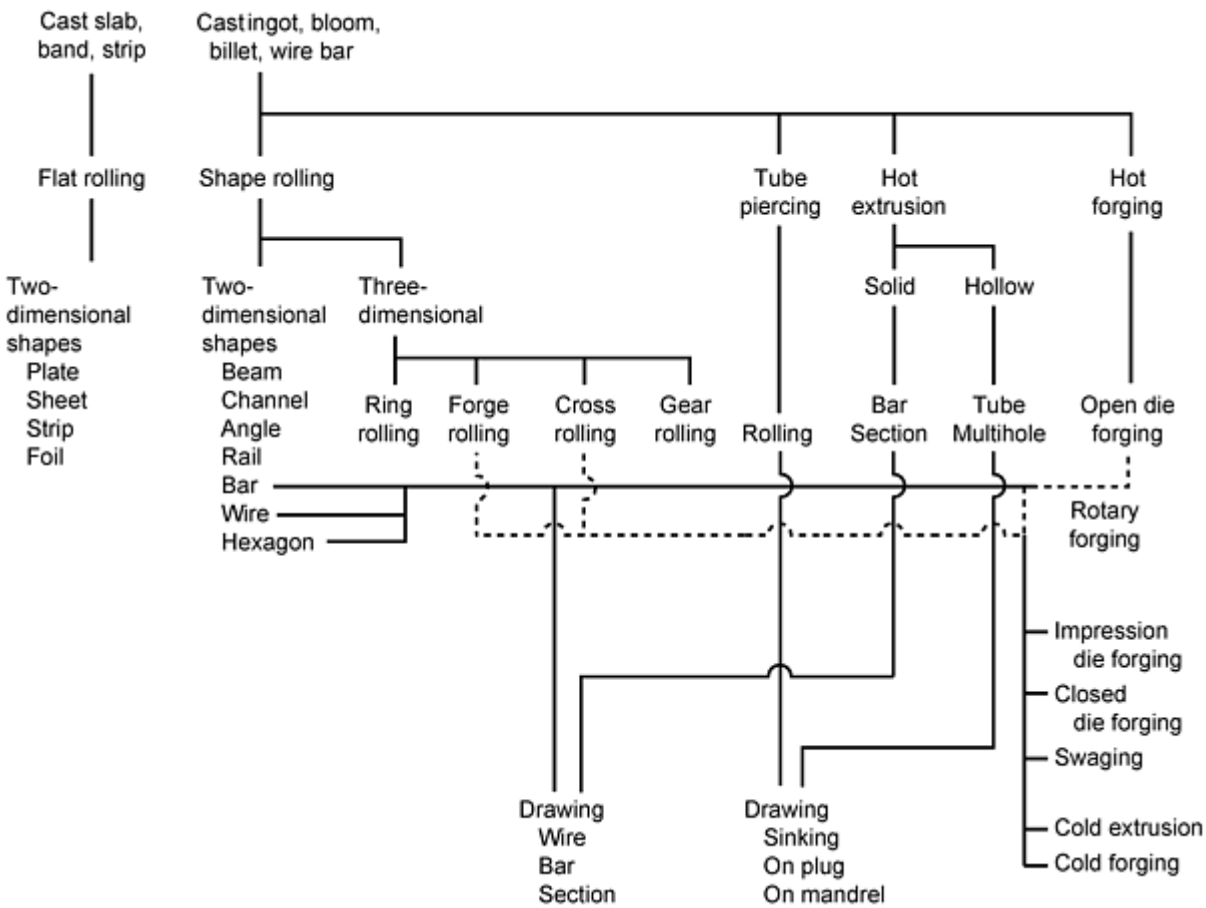 Cast slab,
band, strip
Castingot, bloom,
billet, wire bar
Flat rolling
Shape rolling
Tube
piercing
Hot
extrusion
Hot
forging
Two-
dimensional
shapes
Plate
Sheet
Strip
Foil
Two-
dimensional
shapes
Beam
Channel
Angle
Rail
Bar
Wire
Hexagon
Three-
dimensional
Solid
Hollow
Ring
rolling
Forge
rolling
Cross
rolling
Gear
rolling
Rolling
Bar
Section
Tube
Multihole
Open die
forging
Rotary
forging
Impression
die forging
Closed
die forging
Swaging
Cold extrusion
Cold forging
Drawing
Wire
Bar
Section
Drawing
Sinking
On plug
On mandrel